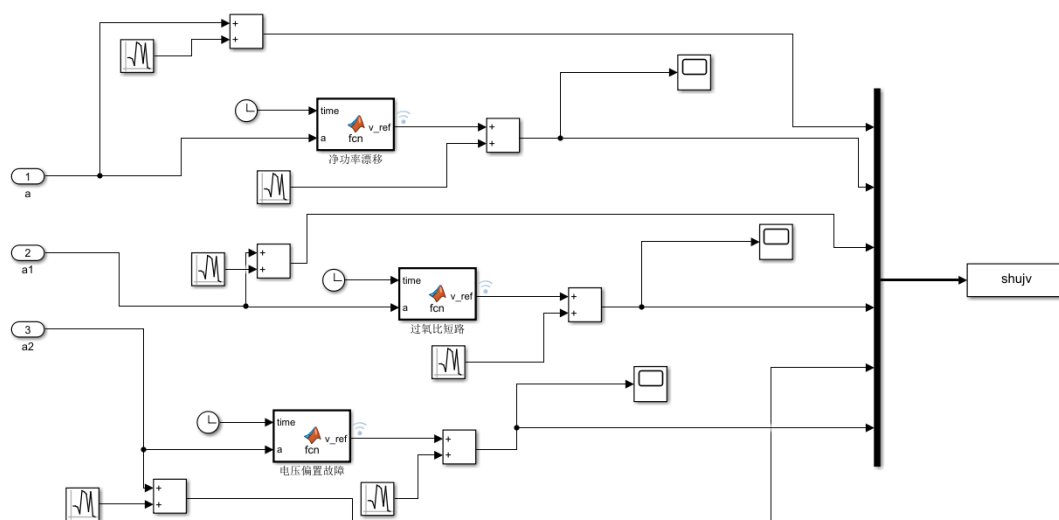 +
+
time
a
v_ref
fcn
净功率漂移
+
+
1
a
2
a1
+
+
time
a
v_ref
fcn
过氧比短路
+
+
shujv
3
a2
time
a
v_ref
fcn
电压偏置故障
+
+
+
+